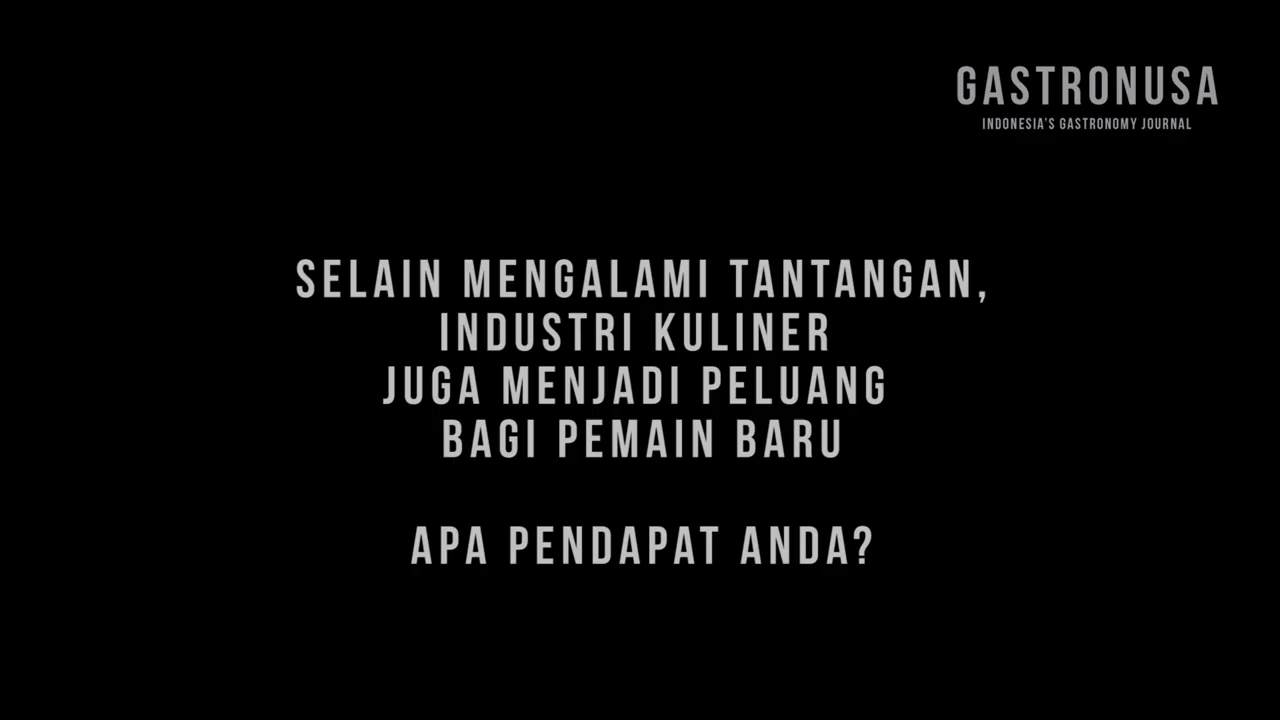 GASTRONUSA
INDONESIA'S GASTRONOMY JOURNAL
SELAIN MENGALAMI TANTANGAN,
INDUSTRI KULINER
JUGA MENJADI PELUANG
BAGI PEMAIN BARU
APA PENDAPAT ANDA?